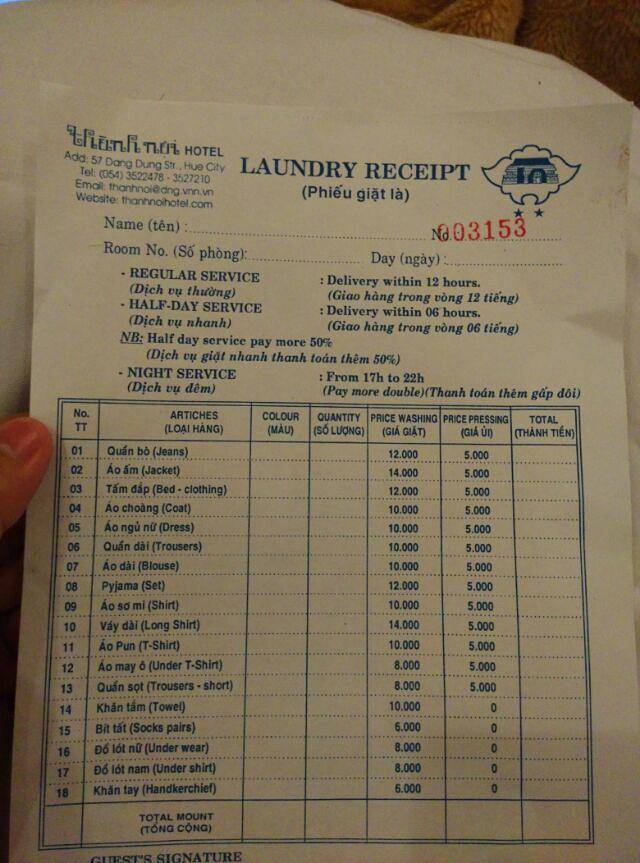 thành nội HOTEL
Add: 57 Dang Dung Str., Hue City
Tel: (054) 3522478 - 3527210
Email: thanhnoi@dng.vnn.vn
Website: thanhnoihotel.com
LAUNDRY RECEIPT
(Phiếu giặt là)
Name (tên) : No. 003153
Room No. (Số phòng): Day (ngày) :
- REGULAR SERVICE : Delivery within 12 hours.
(Dịch vụ thường) (Giao hàng trong vòng 12 tiếng)
- HALF-DAY SERVICE : Delivery within 06 hours.
(Dịch vụ nhanh) (Giao hàng trong vòng 06 tiếng)
NB: Half day service pay more 50%
(Dịch vụ giặt nhanh thanh toán thêm 50%)
- NIGHT SERVICE : From 17h to 22h
(Dịch vụ đêm) (Pay more double)(Thanh toán thêm gấp đôi)
No. ARTICHES COLOUR QUANTITY PRICE WASHING PRICE PRESSING TOTAL
TT (LOẠI HÀNG) (MÀU) (SỐ LƯỢNG) (GIÁ GIẶT) (GIÁ ỦI) (THÀNH TIỀN)
01 Quần bò (Jeans) 12.000 5.000
02 Áo ấm (Jacket) 14.000 5.000
03 Tấm đắp (Bed - clothing) 12.000 5.000
04 Áo choàng (Coat) 10.000 5.000
05 Áo ngủ nữ (Dress) 10.000 5.000
06 Quần dài (Trousers) 10.000 5.000
07 Áo dài (Blouse) 10.000 5.000
08 Pyjama (Set) 12.000 5.000
09 Áo sơ mi (Shirt) 10.000 5.000
10 Váy dài (Long Shirt) 14.000 5.000
11 Áo Pun (T-Shirt) 10.000 5.000
12 Áo may ô (Under T-Shirt) 8.000 5.000
13 Quần sọt (Trousers - short) 8.000 5.000
14 Khăn tắm (Towel) 10.000 0
15 Bít tất (Socks pairs) 6.000 0
16 Đồ lót nữ (Under wear) 8.000 0
17 Đồ lót nam (Under shirt) 8.000 0
18 Khăn tay (Handkerchief) 6.000 0
TOTAL MOUNT
(TỔNG CỘNG)
GUEST'S SIGNATURE